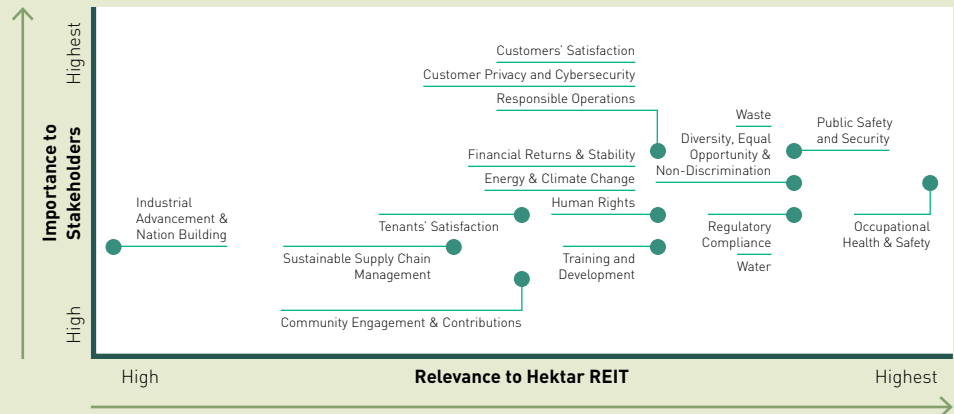 Highest
Importance to
Stakeholders
High
Customers' Satisfaction
Customer Privacy and Cybersecurity
Responsible Operations
Waste
Diversity, Equal
Opportunity &
Non-Discrimination
Public Safety
and Security
Financial Returns & Stability
Energy & Climate Change
Human Rights
Industrial
Advancement &
Nation Building
Tenants' Satisfaction
Sustainable Supply Chain
Management
Training and
Development
Regulatory
Compliance
Water
Occupational
Health & Safety
Community Engagement & Contributions
High
Relevance to Hektar REIT
Highest